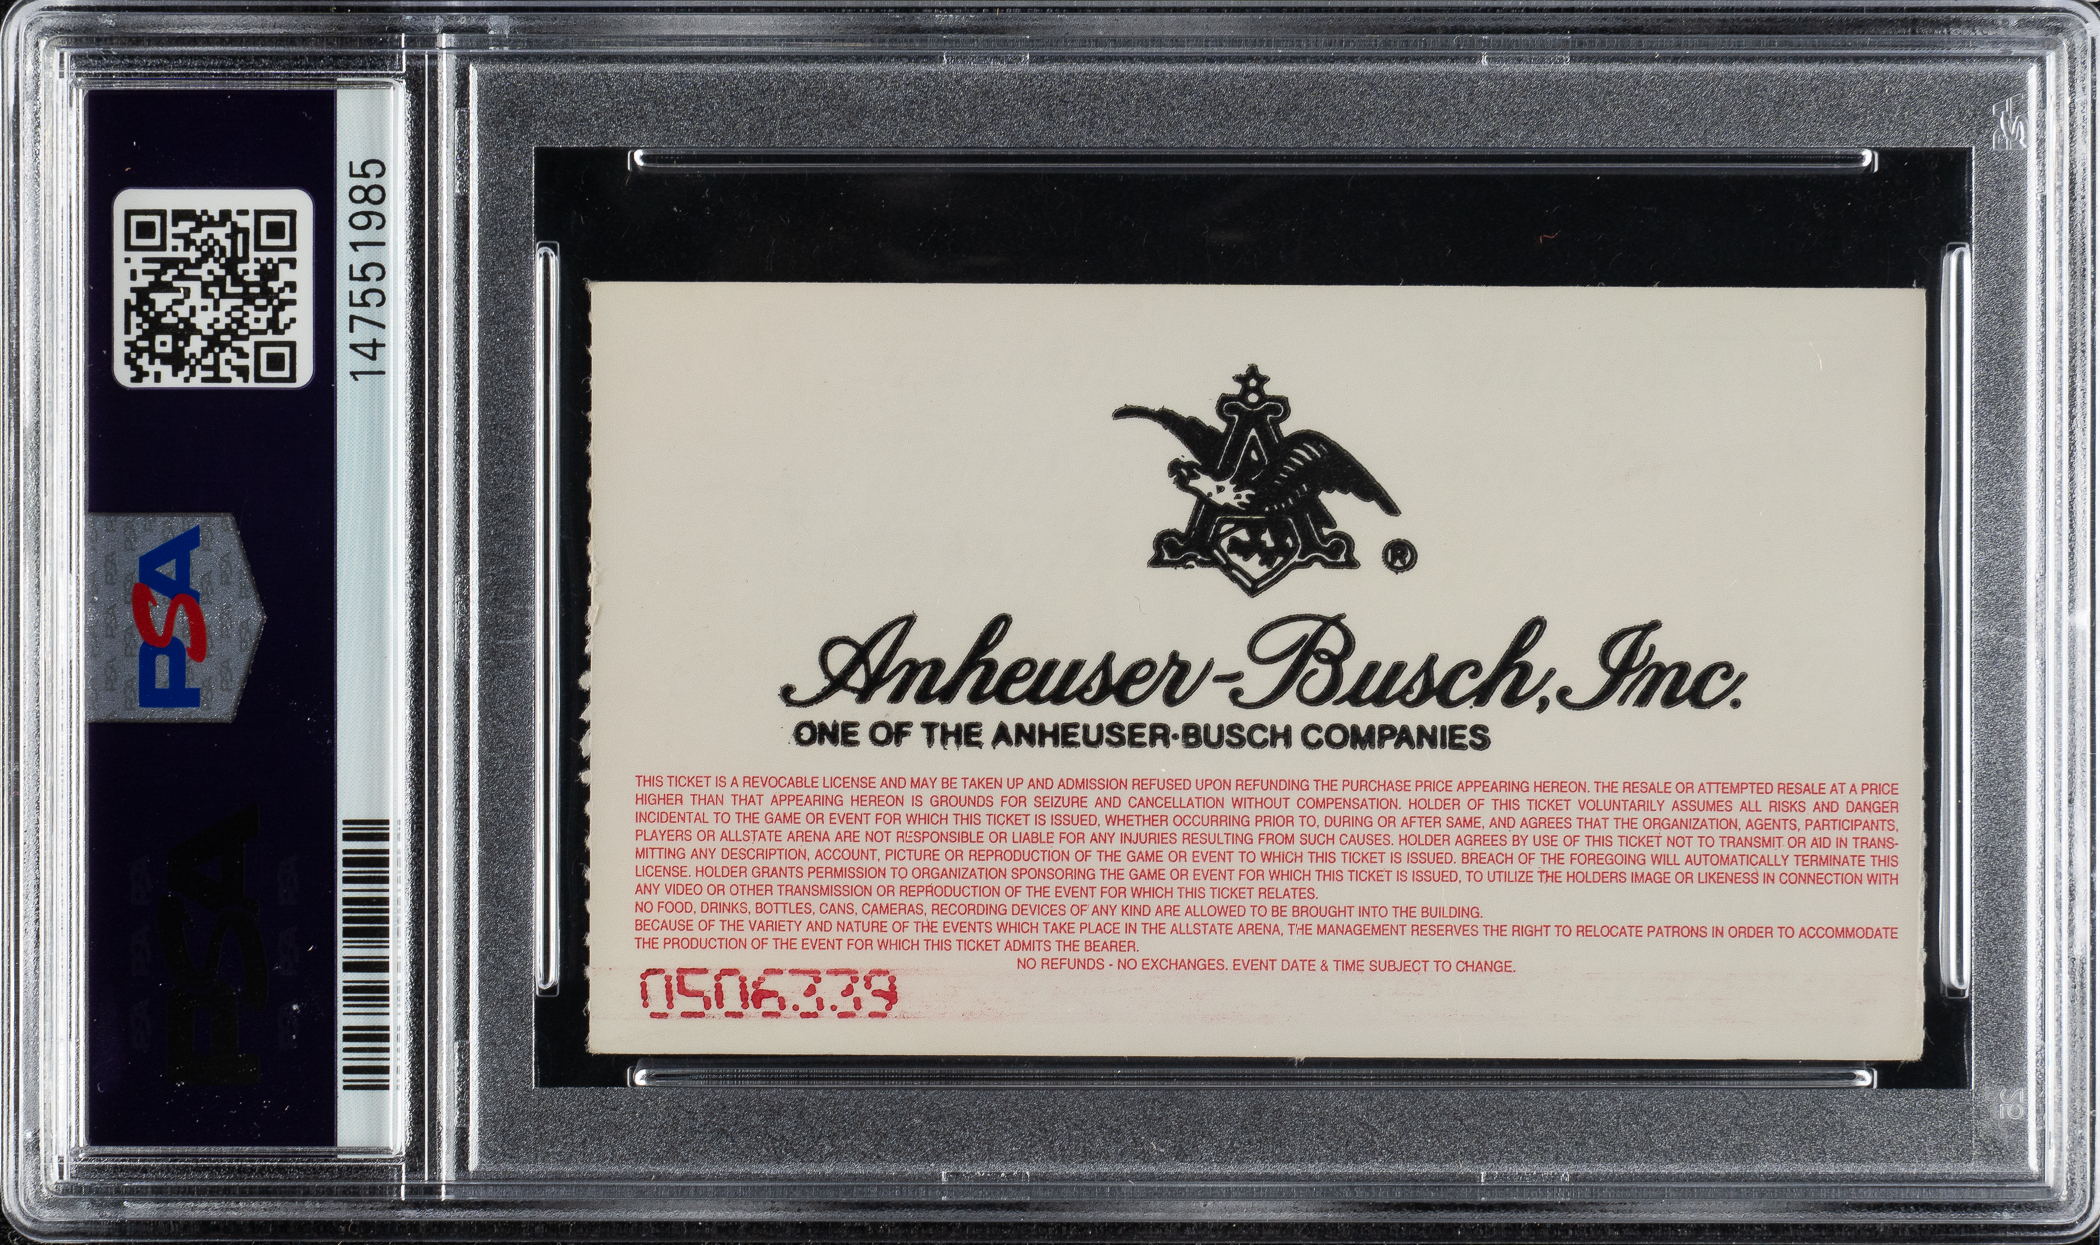 147551985
PSA
PSA
®
Anheuser-Busch, Inc.
ONE OF THE ANHEUSER·BUSCH COMPANIES
THIS TICKET IS A REVOCABLE LICENSE AND MAY BE TAKEN UP AND ADMISSION REFUSED UPON REFUNDING THE PURCHASE PRICE APPEARING HEREON. THE RESALE OR ATTEMPTED RESALE AT A PRICE
HIGHER THAN THAT APPEARING HEREON IS GROUNDS FOR SEIZURE AND CANCELLATION WITHOUT COMPENSATION. HOLDER OF THIS TICKET VOLUNTARILY ASSUMES ALL RISKS AND DANGER
INCIDENTAL TO THE GAME OR EVENT FOR WHICH THIS TICKET IS ISSUED, WHETHER OCCURRING PRIOR TO, DURING OR AFTER SAME, AND AGREES THAT THE ORGANIZATION, AGENTS, PARTICIPANTS,
PLAYERS OR ALLSTATE ARENA ARE NOT RESPONSIBLE OR LIABLE FOR ANY INJURIES RESULTING FROM SUCH CAUSES. HOLDER AGREES BY USE OF THIS TICKET NOT TO TRANSMIT OR AID IN TRANS-
MITTING ANY DESCRIPTION, ACCOUNT, PICTURE OR REPRODUCTION OF THE GAME OR EVENT TO WHICH THIS TICKET IS ISSUED. BREACH OF THE FOREGOING WILL AUTOMATICALLY TERMINATE THIS
LICENSE. HOLDER GRANTS PERMISSION TO ORGANIZATION SPONSORING THE GAME OR EVENT FOR WHICH THIS TICKET IS ISSUED, TO UTILIZE THE HOLDERS IMAGE OR LIKENESS IN CONNECTION WITH
ANY VIDEO OR OTHER TRANSMISSION OR REPRODUCTION OF THE EVENT FOR WHICH THIS TICKET RELATES.
NO FOOD, DRINKS, BOTTLES, CANS, CAMERAS, RECORDING DEVICES OF ANY KIND ARE ALLOWED TO BE BROUGHT INTO THE BUILDING.
BECAUSE OF THE VARIETY AND NATURE OF THE EVENTS WHICH TAKE PLACE IN THE ALLSTATE ARENA, THE MANAGEMENT RESERVES THE RIGHT TO RELOCATE PATRONS IN ORDER TO ACCOMMODATE
THE PRODUCTION OF THE EVENT FOR WHICH THIS TICKET ADMITS THE BEARER.
NO REFUNDS - NO EXCHANGES. EVENT DATE & TIME SUBJECT TO CHANGE.
0506339